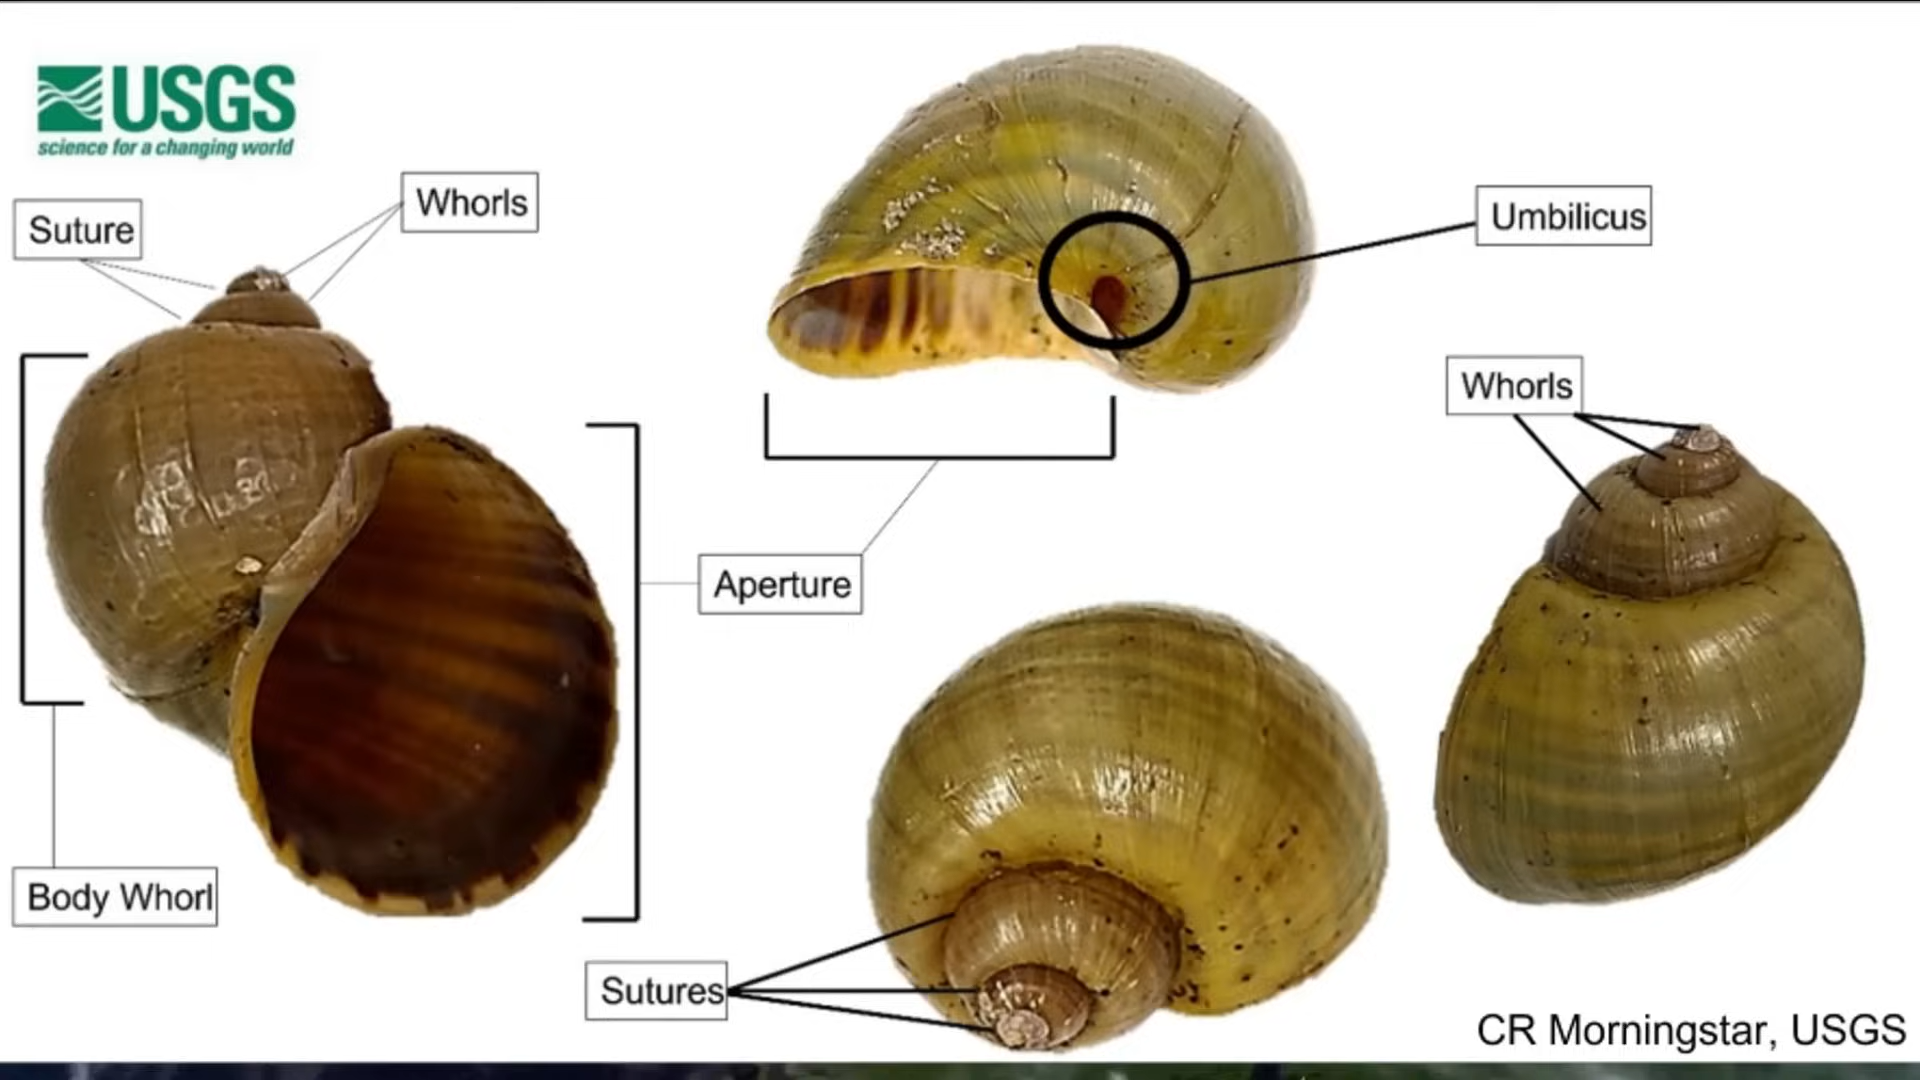 USGS
science for a changing world
Whorls
Suture
Umbilicus
Whorls
Aperture
Body Whorl
Sutures
CR Morningstar, USGS